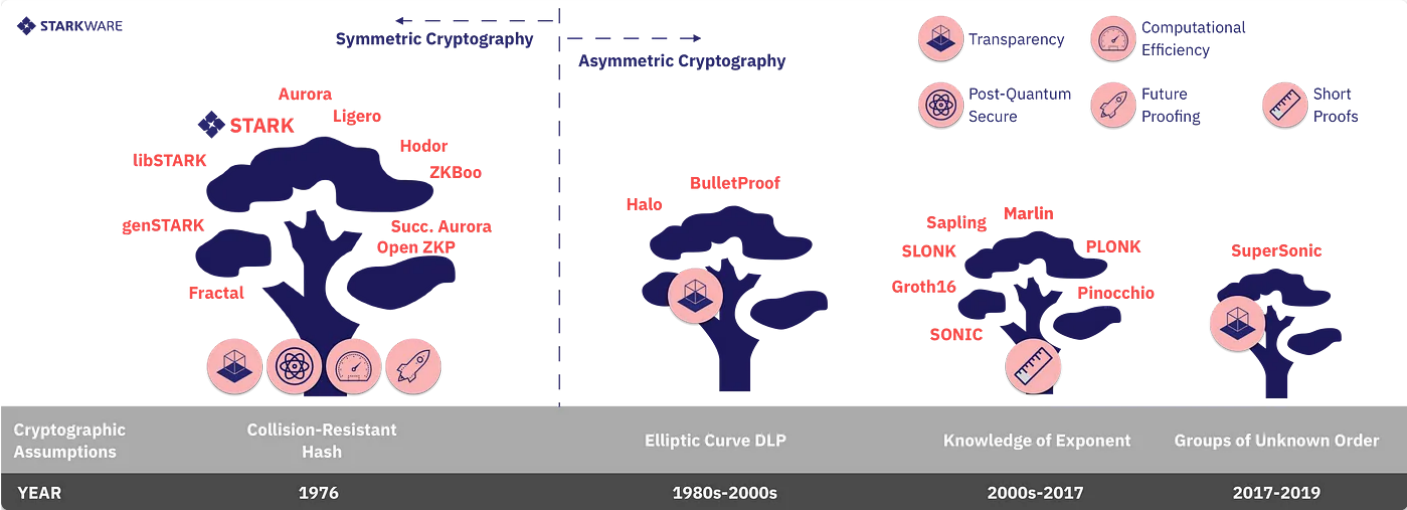 STARKWARE
Symmetric Cryptography
Asymmetric Cryptography
Transparency
Computational
Efficiency
Post-Quantum
Secure
Future
Proofing
Short
Proofs
Aurora
Ligero
STARK
Hodor
libSTARK
ZKBoo
genSTARK
Succ. Aurora
Open ZKP
Fractal
BulletProof
Halo
Sapling
Marlin
SLONK
PLONK
Groth16
Pinocchio
SONIC
SuperSonic
Cryptographic
Assumptions
Collision-Resistant
Hash
Elliptic Curve DLP
Knowledge of Exponent
Groups of Unknown Order
YEAR
1976
1980s-2000s
2000s-2017
2017-2019